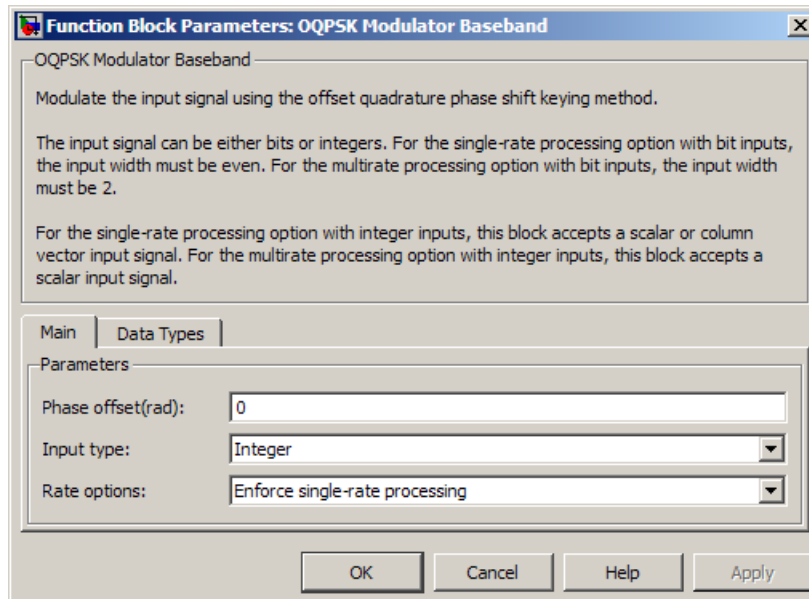 Function Block Parameters: OQPSK Modulator Baseband
OQPSK Modulator Baseband
Modulate the input signal using the offset quadrature phase shift keying method.
The input signal can be either bits or integers. For the single-rate processing option with bit inputs,
the input width must be even. For the multirate processing option with bit inputs, the input width
must be 2.
For the single-rate processing option with integer inputs, this block accepts a scalar or column
vector input signal. For the multirate processing option with integer inputs, this block accepts a
scalar input signal.
Main Data Types
Parameters
Phase offset(rad): 0
Input type: Integer
Rate options: Enforce single-rate processing
OK Cancel Help Apply